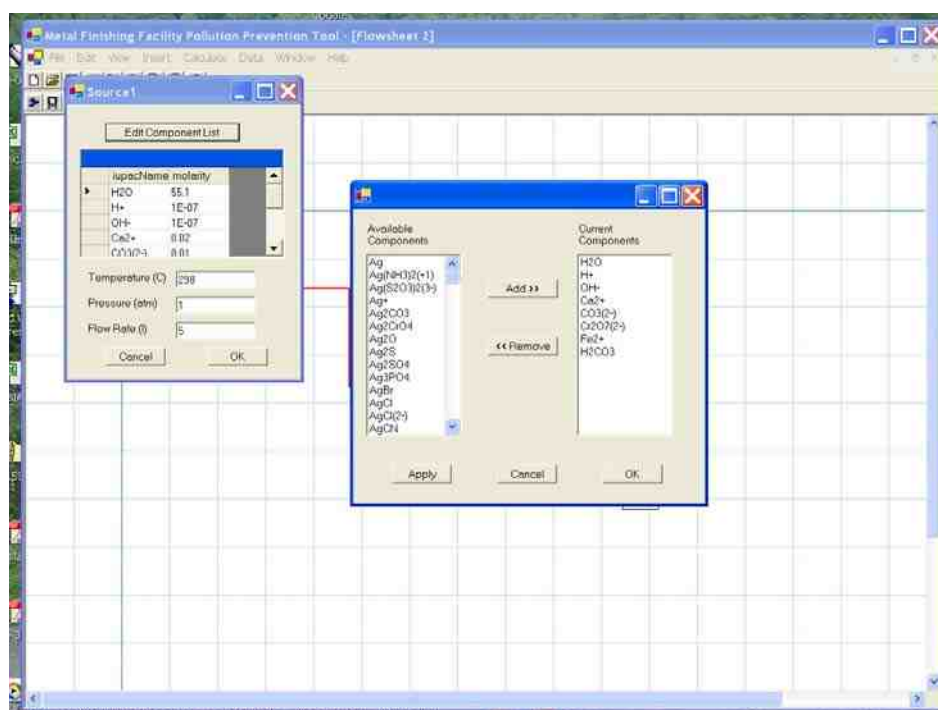 Metal Finishing Facility Pollution Prevention Tool - [Flowsheet 2]
File Edit View Insert Calculate Data Window Help
Source1
Edit Component List
iupacName molarity
H2O 55.1
H+ 1E-07
OH- 1E-07
Ca2+ 0.02
CO3(2-) 0.01
Temperature (C) 298
Pressure (atm) 1
Flow Rate (l) 5
Cancel OK
Available Components
Ag
Ag(NH3)2(+1)
Ag(S2O3)2(3-)
Ag+
Ag2CO3
Ag2CrO4
Ag2O
Ag2S
Ag2SO4
Ag3PO4
AgBr
AgCl
AgCl(2-)
AgCN
Add >>
<< Remove
Current Components
H2O
H+
OH-
Ca2+
CO3(2-)
Cr2O7(2-)
Fe2+
H2CO3
Apply Cancel OK